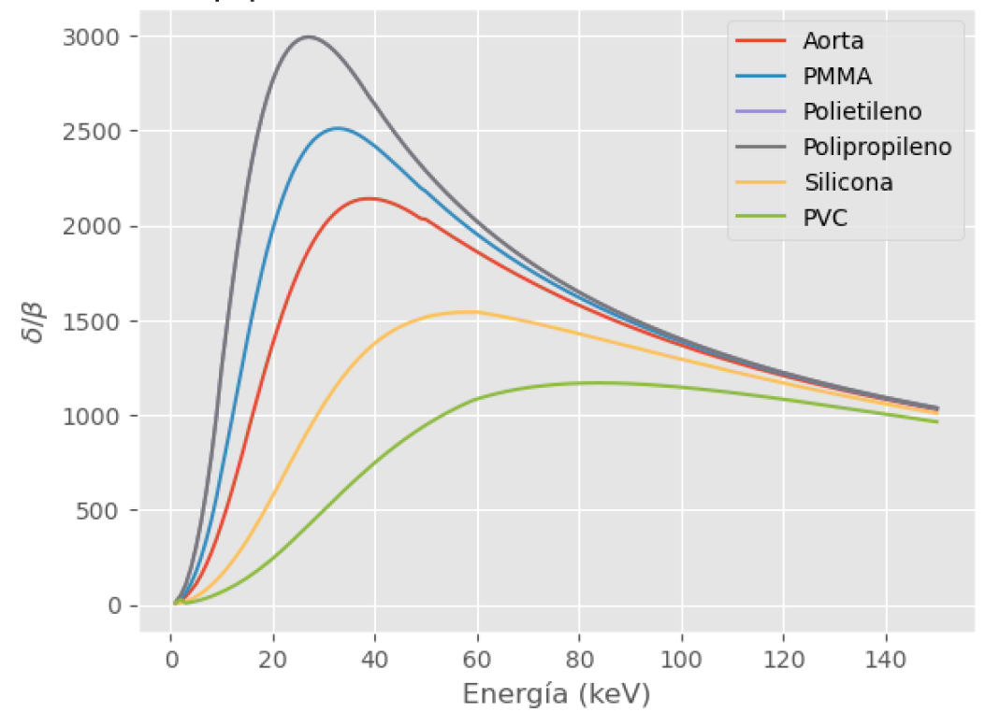 3000
2500
2000
1500
1000
500
0
δ/β
Aorta
PMMA
Polietileno
Polipropileno
Silicona
PVC
0 20 40 60 80 100 120 140
Energía (keV)